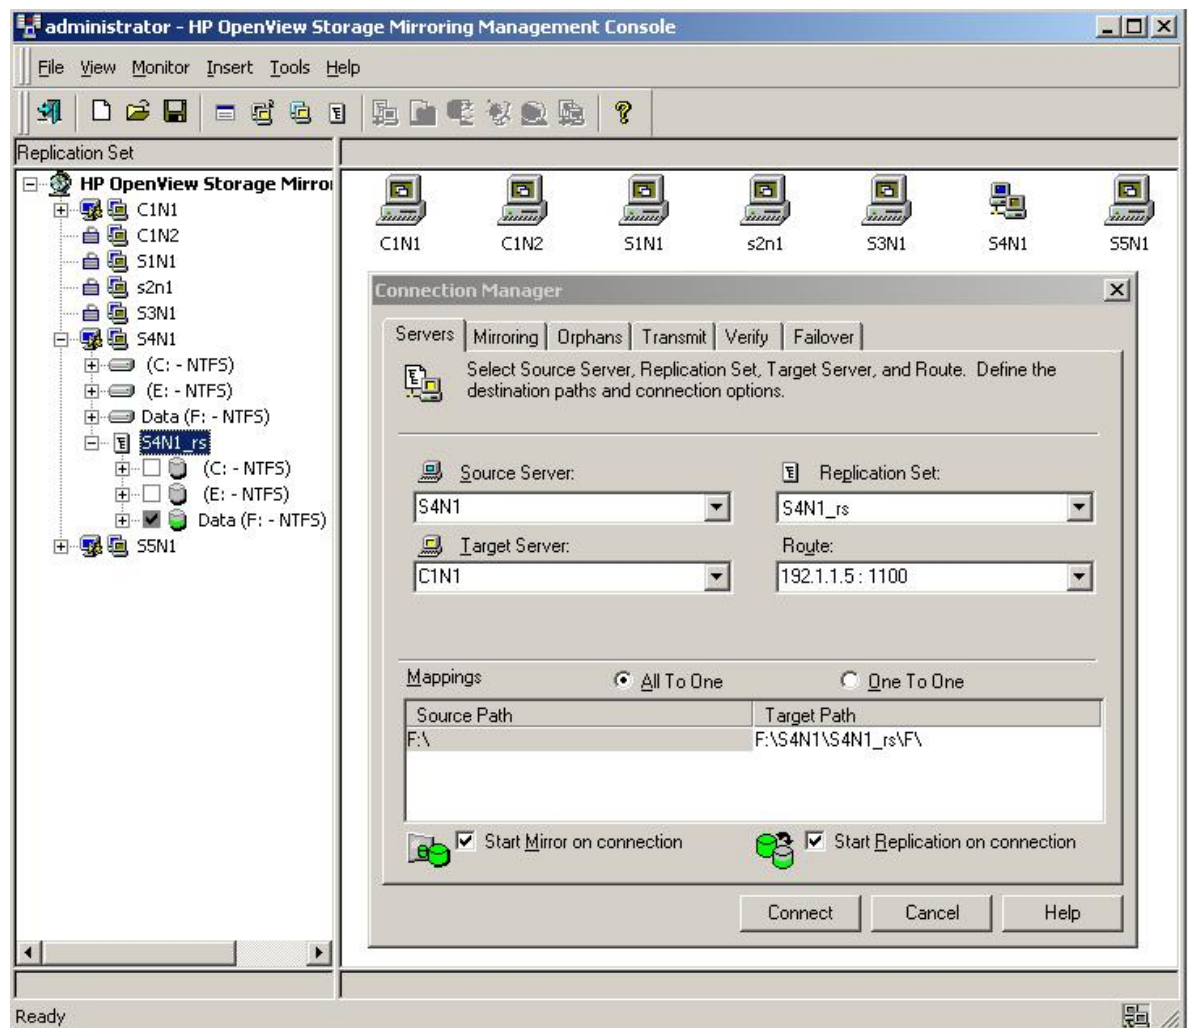 administrator - HP OpenView Storage Mirroring Management Console
File View Monitor Insert Tools Help
Replication Set
HP OpenView Storage Mirro
C1N1
C1N2
S1N1
s2n1
S3N1
S4N1
(C: - NTFS)
(E: - NTFS)
Data (F: - NTFS)
S4N1_rs
(C: - NTFS)
(E: - NTFS)
Data (F: - NTFS)
S5N1
C1N1 C1N2 S1N1 s2n1 S3N1 S4N1 S5N1
Connection Manager
Servers Mirroring Orphans Transmit Verify Failover
Select Source Server, Replication Set, Target Server, and Route. Define the
destination paths and connection options.
Source Server: Replication Set:
S4N1 S4N1_rs
Target Server: Route:
C1N1 192.1.1.5 : 1100
Mappings All To One One To One
Source Path Target Path
F:\ F:\S4N1\S4N1_rs\F\
Start Mirror on connection Start Replication on connection
Connect Cancel Help
Ready